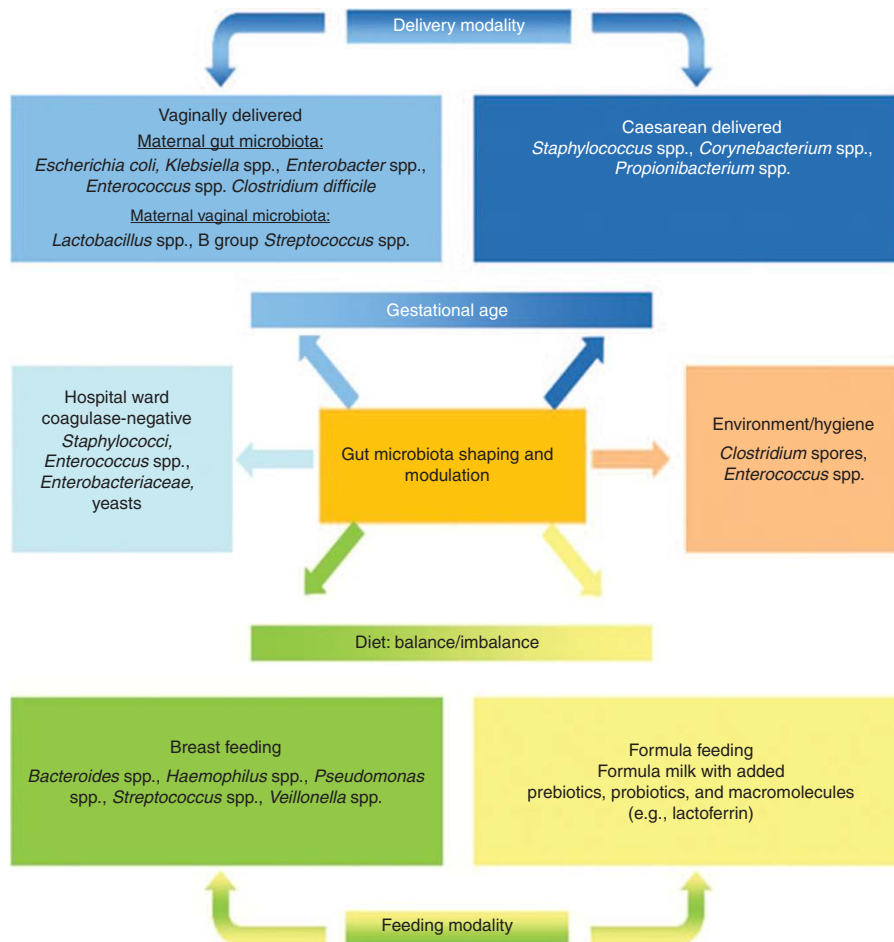 Delivery modality
Vaginally delivered
Maternal gut microbiota:
Escherichia coli, Klebsiella spp., Enterobacter spp.,
Enterococcus spp. Clostridium difficile
Maternal vaginal microbiota:
Lactobacillus spp., B group Streptococcus spp.
Caesarean delivered
Staphylococcus spp., Corynebacterium spp.,
Propionibacterium spp.
Gestational age
Hospital ward
coagulase-negative
Staphylococci,
Enterococcus spp.,
Enterobacteriaceae,
yeasts
Gut microbiota shaping and
modulation
Environment/hygiene
Clostridium spores,
Enterococcus spp.
Diet: balance/imbalance
Breast feeding
Bacteroides spp., Haemophilus spp., Pseudomonas
spp., Streptococcus spp., Veillonella spp.
Formula feeding
Formula milk with added
prebiotics, probiotics, and macromolecules
(e.g., lactoferrin)
Feeding modality